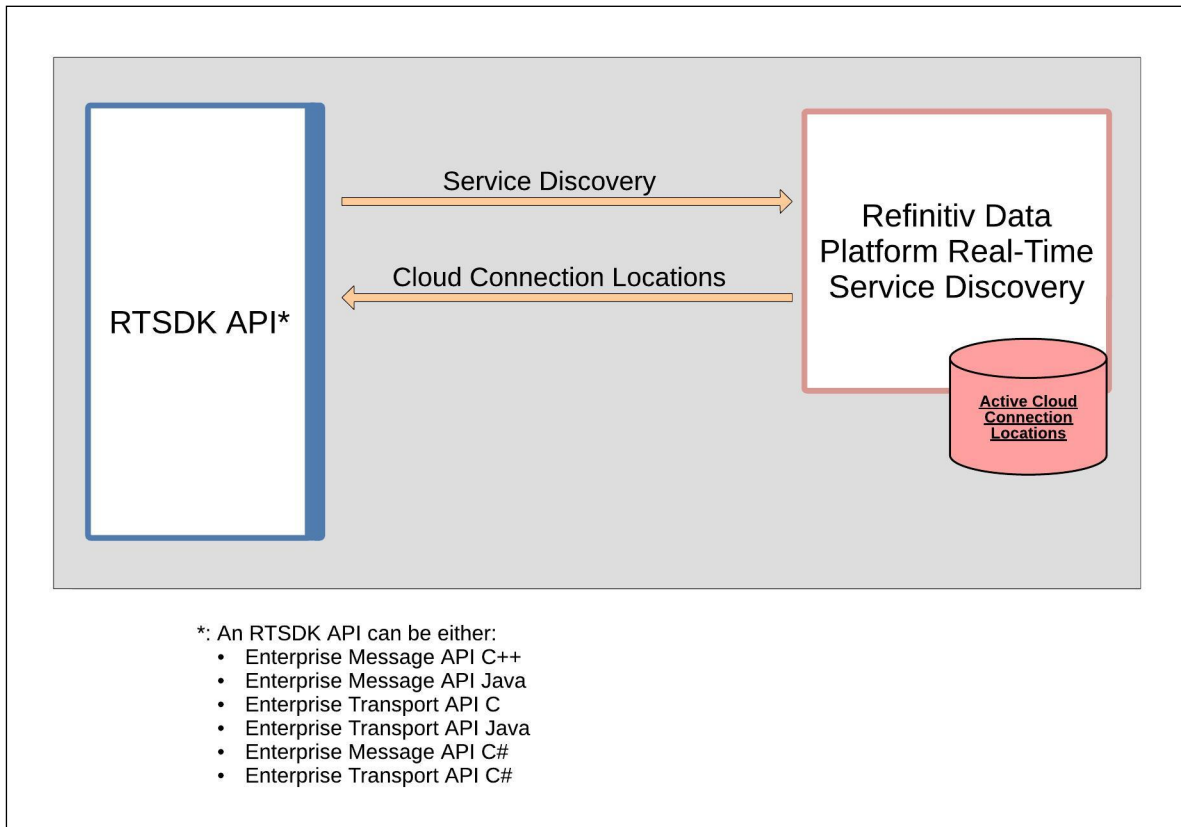 Service Discovery
Cloud Connection Locations
RTSDK API*
Refinitiv Data
Platform Real-Time
Service Discovery
Active Cloud
Connection
Locations
*: An RTSDK API can be either:
• Enterprise Message API C++
• Enterprise Message API Java
• Enterprise Transport API C
• Enterprise Transport API Java
• Enterprise Message API C#
• Enterprise Transport API C#